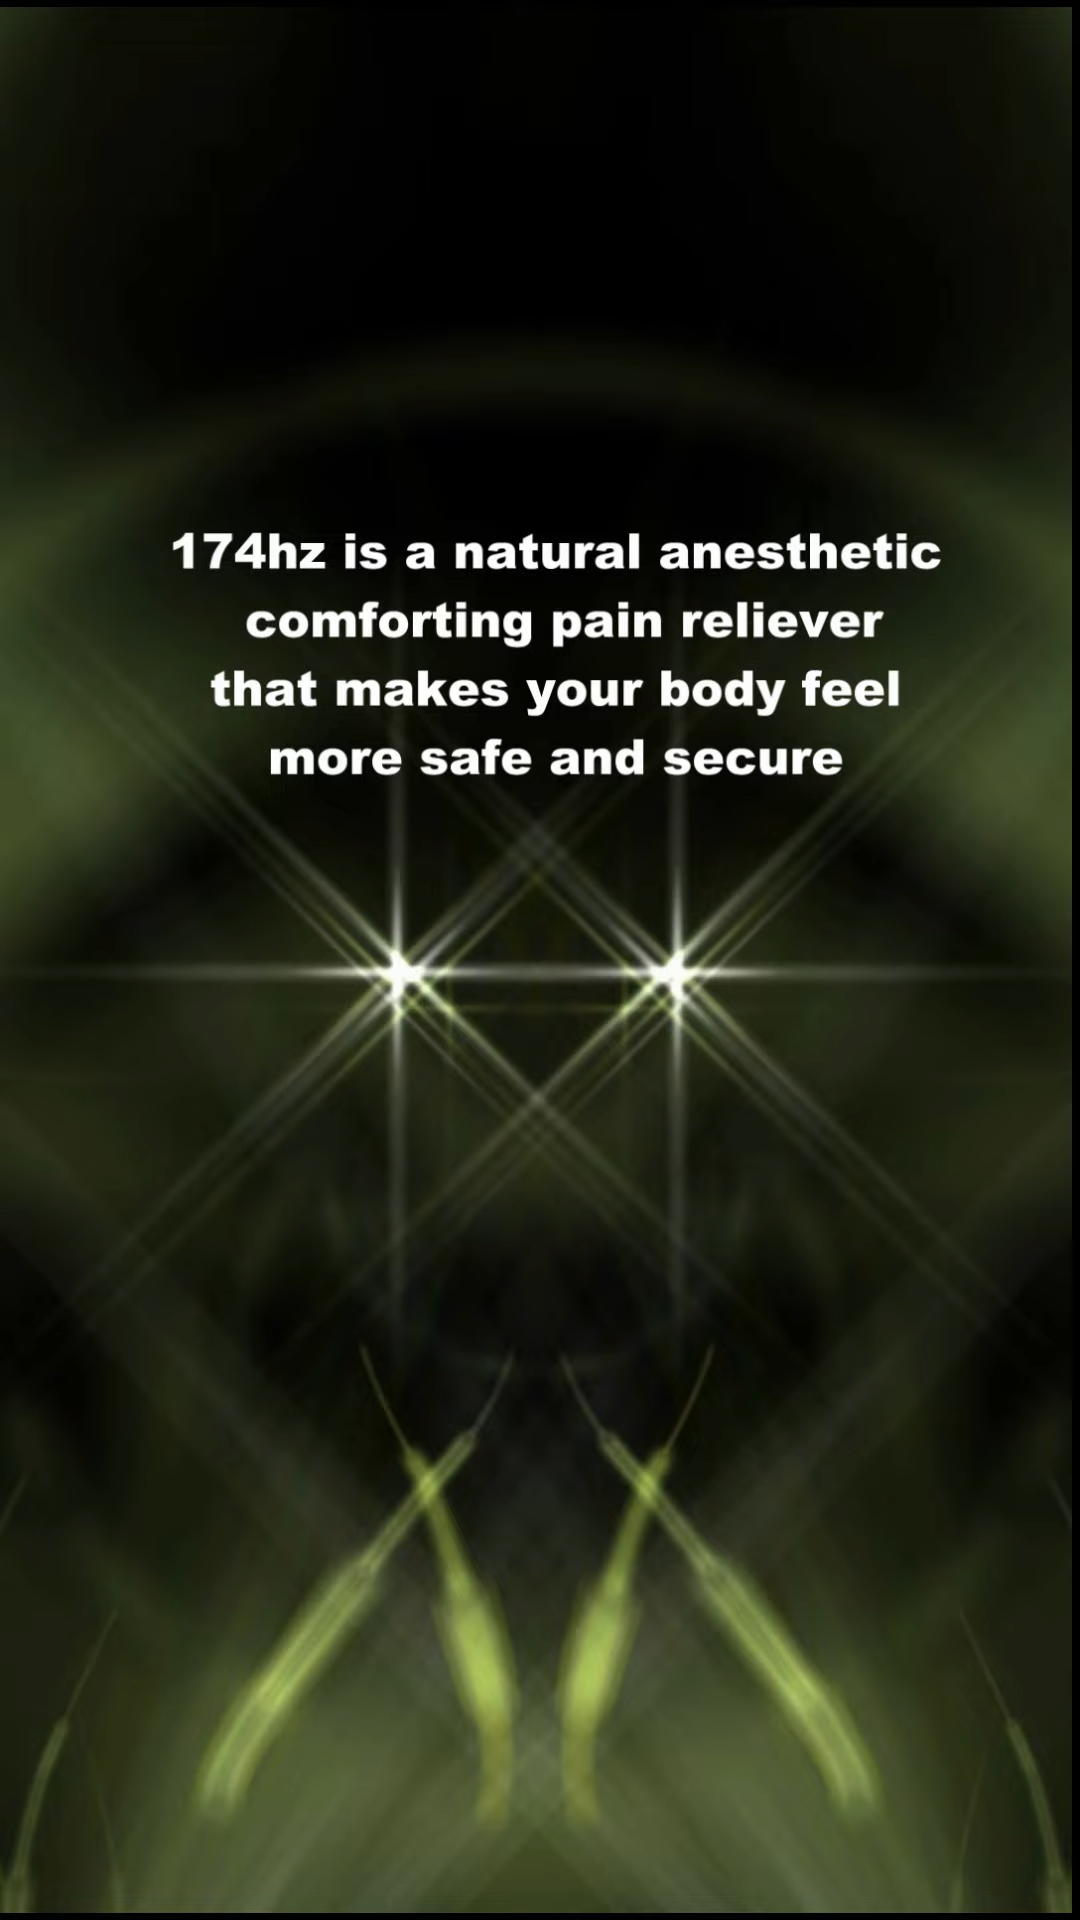 174hz is a natural anesthetic
comforting pain reliever
that makes your body feel
more safe and secure